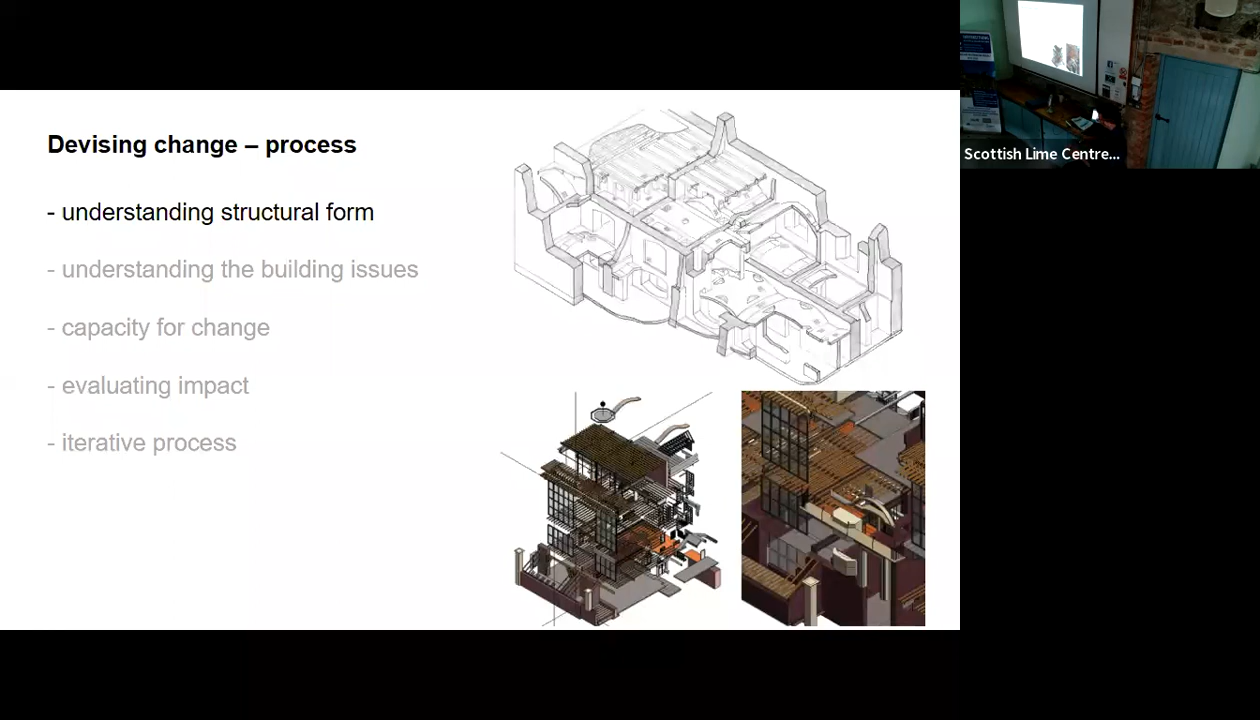 Devising change – process
- understanding structural form
- understanding the building issues
- capacity for change
- evaluating impact
- iterative process
Scottish Lime Centre...